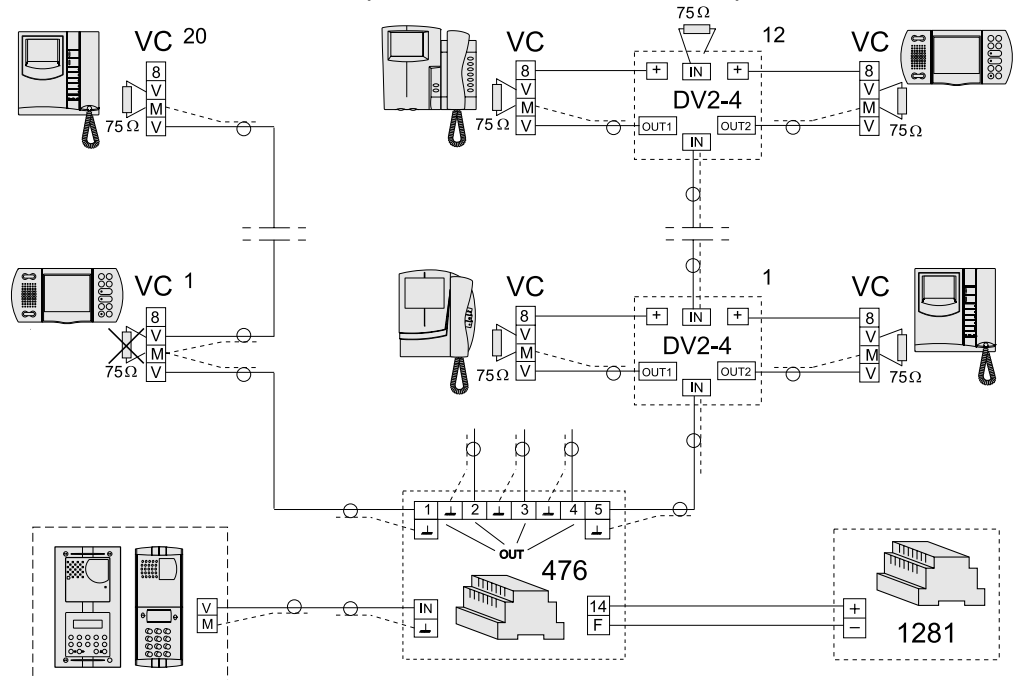 75Ω
VC 20
8
V
M
V
75Ω
VC
8
V
M
V
75Ω
12
+
IN
+
DV2-4
OUT1
OUT2
IN
VC
8
V
M
V
75Ω
VC 1
8
V
M
V
75Ω
VC
8
V
M
V
75Ω
1
+
IN
+
DV2-4
OUT1
OUT2
IN
VC
8
V
M
V
75Ω
1 ⏊ 2 ⏊ 3 ⏊ 4 5
⏊ ⏊
OUT
476
V
M
IN
⏊
14
F
+
−
1281